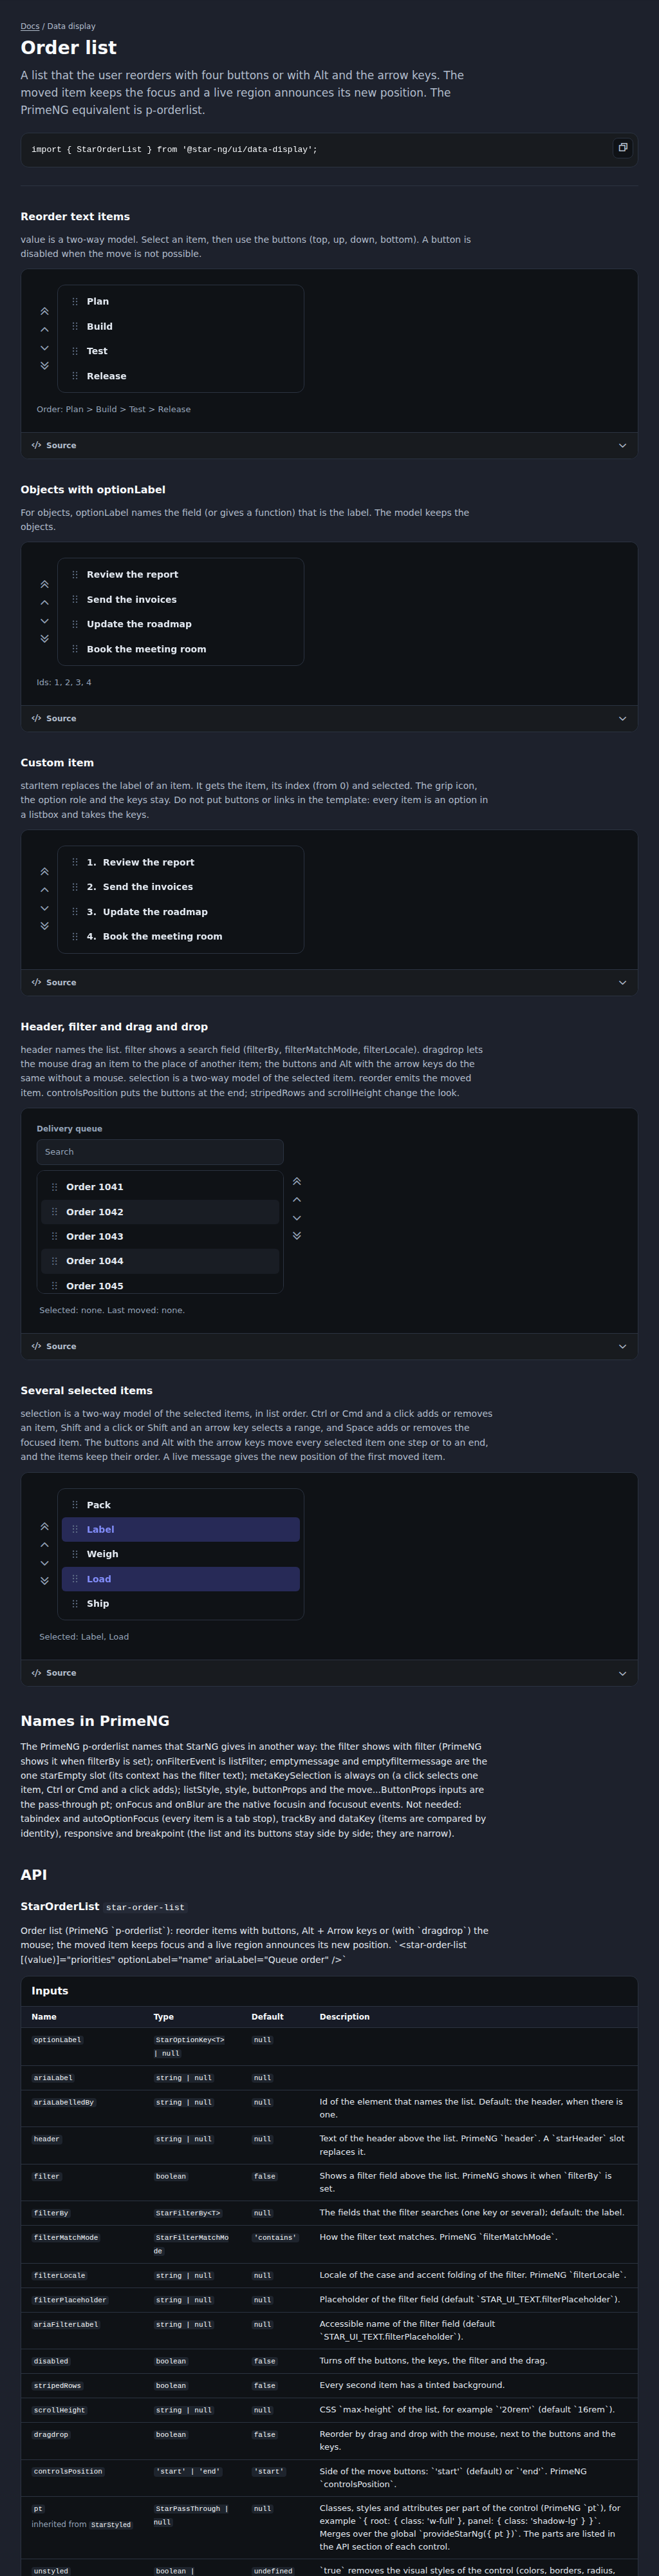 Docs / Data display
Order list
A list that the user reorders with four buttons or with Alt and the arrow keys. The
moved item keeps the focus and a live region announces its new position. The
PrimeNG equivalent is p-orderlist.
import { StarOrderList } from '@star-ng/ui/data-display';
Reorder text items
value is a two-way model. Select an item, then use the buttons (top, up, down, bottom). A button is
disabled when the move is not possible.
Plan
Build
Test
Release
Order: Plan > Build > Test > Release
Source
Objects with optionLabel
For objects, optionLabel names the field (or gives a function) that is the label. The model keeps the
objects.
Review the report
Send the invoices
Update the roadmap
Book the meeting room
Ids: 1, 2, 3, 4
Source
Custom item
starItem replaces the label of an item. It gets the item, its index (from 0) and selected. The grip icon,
the option role and the keys stay. Do not put buttons or links in the template: every item is an option in
a listbox and takes the keys.
1. Review the report
2. Send the invoices
3. Update the roadmap
4. Book the meeting room
Source
Header, filter and drag and drop
header names the list. filter shows a search field (filterBy, filterMatchMode, filterLocale). dragdrop lets
the mouse drag an item to the place of another item; the buttons and Alt with the arrow keys do the
same without a mouse. selection is a two-way model of the selected item. reorder emits the moved
item. controlsPosition puts the buttons at the end; stripedRows and scrollHeight change the look.
Delivery queue
Search
Order 1041
Order 1042
Order 1043
Order 1044
Order 1045
Selected: none. Last moved: none.
Source
Several selected items
selection is a two-way model of the selected items, in list order. Ctrl or Cmd and a click adds or removes
an item, Shift and a click or Shift and an arrow key selects a range, and Space adds or removes the
focused item. The buttons and Alt with the arrow keys move every selected item one step or to an end,
and the items keep their order. A live message gives the new position of the first moved item.
Pack
Label
Weigh
Load
Ship
Selected: Label, Load
Source
Names in PrimeNG
The PrimeNG p-orderlist names that StarNG gives in another way: the filter shows with filter (PrimeNG
shows it when filterBy is set); onFilterEvent is listFilter; emptymessage and emptyfiltermessage are the
one starEmpty slot (its context has the filter text); metaKeySelection is always on (a click selects one
item, Ctrl or Cmd and a click adds); listStyle, style, buttonProps and the move...ButtonProps inputs are
the pass-through pt; onFocus and onBlur are the native focusin and focusout events. Not needed:
tabindex and autoOptionFocus (every item is a tab stop), trackBy and dataKey (items are compared by
identity), responsive and breakpoint (the list and its buttons stay side by side; they are narrow).
API
StarOrderList star-order-list
Order list (PrimeNG `p-orderlist`): reorder items with buttons, Alt + Arrow keys or (with `dragdrop`) the
mouse; the moved item keeps focus and a live region announces its new position. `<star-order-list
[(value)]="priorities" optionLabel="name" ariaLabel="Queue order" />`
Inputs
Name Type Default Description
optionLabel StarOptionKey<T> null
| null
ariaLabel string | null null
ariaLabelledBy string | null null Id of the element that names the list. Default: the header, when there is
one.
header string | null null Text of the header above the list. PrimeNG `header`. A `starHeader` slot
replaces it.
filter boolean false Shows a filter field above the list. PrimeNG shows it when `filterBy` is
set.
filterBy StarFilterBy<T> null The fields that the filter searches (one key or several); default: the label.
filterMatchMode StarFilterMatchMo 'contains' How the filter text matches. PrimeNG `filterMatchMode`.
de
filterLocale string | null null Locale of the case and accent folding of the filter. PrimeNG `filterLocale`.
filterPlaceholder string | null null Placeholder of the filter field (default `STAR_UI_TEXT.filterPlaceholder`).
ariaFilterLabel string | null null Accessible name of the filter field (default
`STAR_UI_TEXT.filterPlaceholder`).
disabled boolean false Turns off the buttons, the keys, the filter and the drag.
stripedRows boolean false Every second item has a tinted background.
scrollHeight string | null null CSS `max-height` of the list, for example `'20rem'` (default `16rem`).
dragdrop boolean false Reorder by drag and drop with the mouse, next to the buttons and the
keys.
controlsPosition 'start' | 'end' 'start' Side of the move buttons: `'start'` (default) or `'end'`. PrimeNG
`controlsPosition`.
pt StarPassThrough | null Classes, styles and attributes per part of the control (PrimeNG `pt`), for
inherited from StarStyled null example `{ root: { class: 'w-full' }, panel: { class: 'shadow-lg' } }`.
Merges over the global `provideStarNg({ pt })`. The parts are listed in
the API section of each control.
unstyled boolean | undefined `true` removes the visual styles of the control (colors, borders, radius,